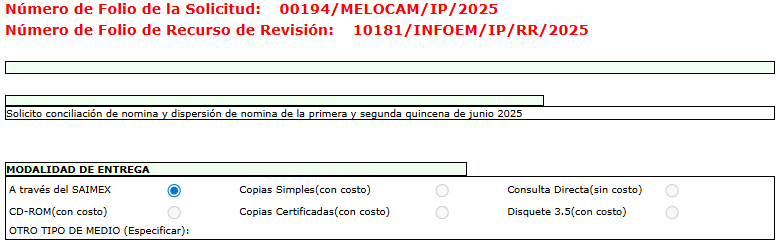 Número de Folio de la Solicitud: 00194/MELOCAM/IP/2025
Número de Folio de Recurso de Revisión: 10181/INFOEM/IP/RR/2025
Solicito conciliación de nomina y dispersión de nomina de la primera y segunda quincena de junio 2025
MODALIDAD DE ENTREGA
A través del SAIMEX Copias Simples(con costo) Consulta Directa(sin costo)
CD-ROM(con costo) Copias Certificadas(con costo) Disquete 3.5(con costo)
OTRO TIPO DE MEDIO (Especificar):